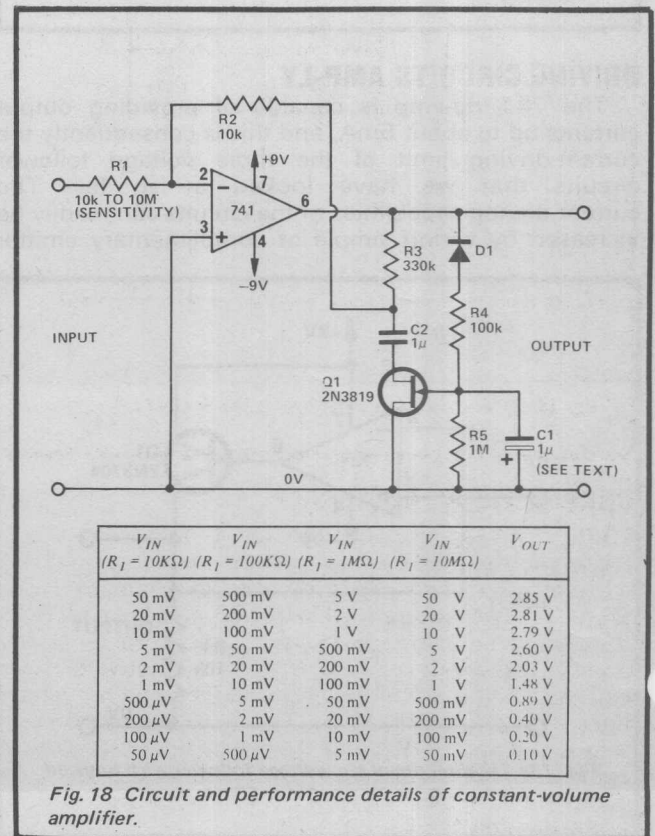 R2
10k
+9V
R1
10k TO 10M
(SENSITIVITY)
2
7
741
6
3
4
−9V
R3
330k
D1
R4
100k
C2
1μ
INPUT
OUTPUT
Q1
2N3819
R5
1M
C1
1μ
(SEE TEXT)
0V
V_IN V_IN V_IN V_IN V_OUT
(R_1 = 10KΩ) (R_1 = 100KΩ) (R_1 = 1MΩ) (R_1 = 10MΩ)
50 mV 500 mV 5 V 50 V 2.85 V
20 mV 200 mV 2 V 20 V 2.81 V
10 mV 100 mV 1 V 10 V 2.79 V
5 mV 50 mV 500 mV 5 V 2.60 V
2 mV 20 mV 200 mV 2 V 2.03 V
1 mV 10 mV 100 mV 1 V 1.48 V
500 μV 5 mV 50 mV 500 mV 0.89 V
200 μV 2 mV 20 mV 200 mV 0.40 V
100 μV 1 mV 10 mV 100 mV 0.20 V
50 μV 500 μV 5 mV 50 mV 0.10 V
Fig. 18 Circuit and performance details of constant-volume
amplifier.